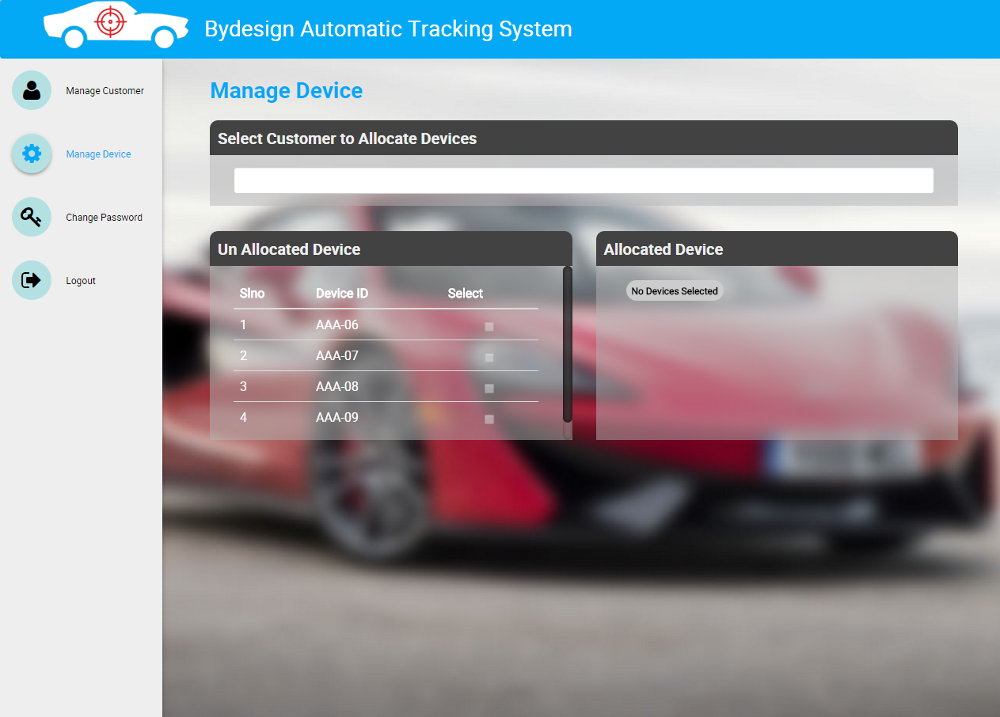 Bydesign Automatic Tracking System
Manage Customer
Manage Device
Change Password
Logout
Manage Device
Select Customer to Allocate Devices
Un Allocated Device
Slno Device ID Select
1 AAA-06
2 AAA-07
3 AAA-08
4 AAA-09
Allocated Device
No Devices Selected